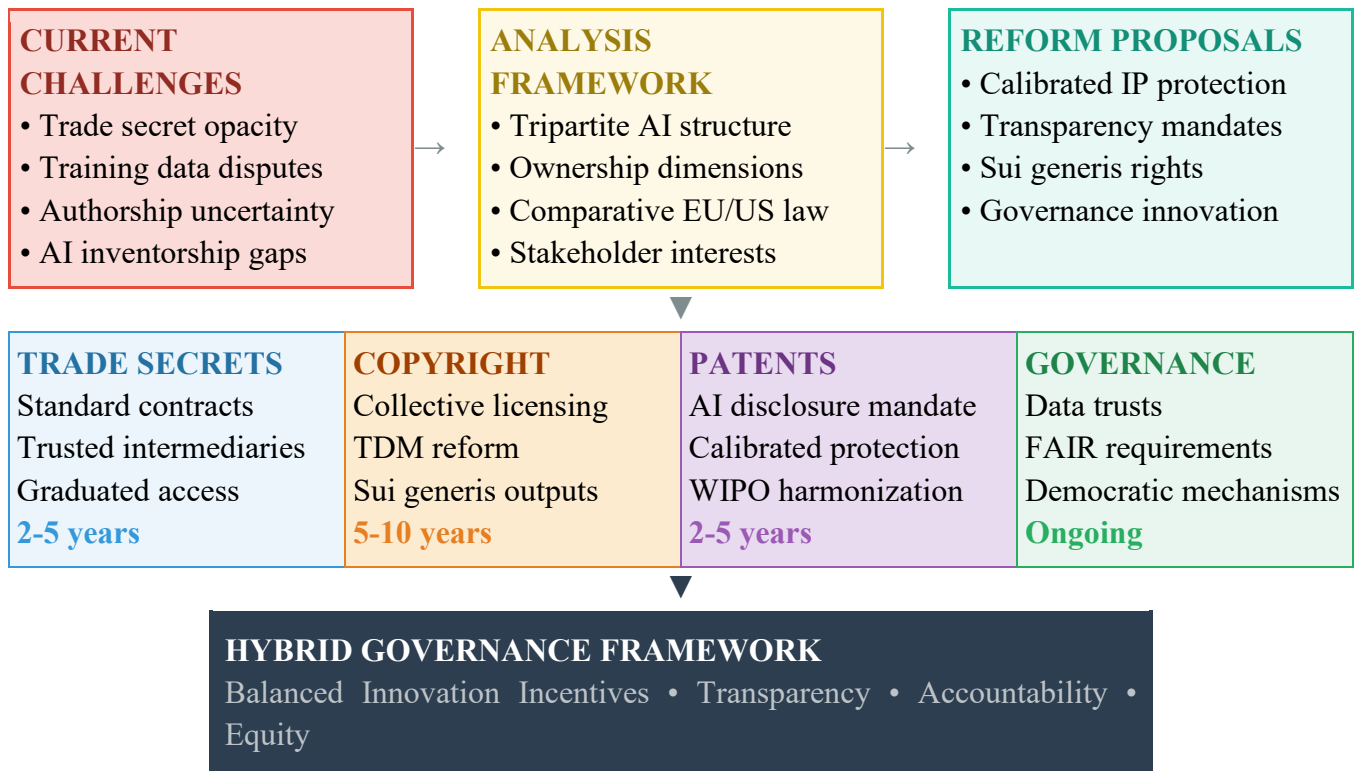 CURRENT
CHALLENGES
• Trade secret opacity
• Training data disputes
• Authorship uncertainty
• AI inventorship gaps
→
ANALYSIS
FRAMEWORK
• Tripartite AI structure
• Ownership dimensions
• Comparative EU/US law
• Stakeholder interests
→
REFORM PROPOSALS
• Calibrated IP protection
• Transparency mandates
• Sui generis rights
• Governance innovation
▼
TRADE SECRETS
Standard contracts
Trusted intermediaries
Graduated access
2-5 years
COPYRIGHT
Collective licensing
TDM reform
Sui generis outputs
5-10 years
PATENTS
AI disclosure mandate
Calibrated protection
WIPO harmonization
2-5 years
GOVERNANCE
Data trusts
FAIR requirements
Democratic mechanisms
Ongoing
▼
HYBRID GOVERNANCE FRAMEWORK
Balanced Innovation Incentives • Transparency • Accountability •
Equity